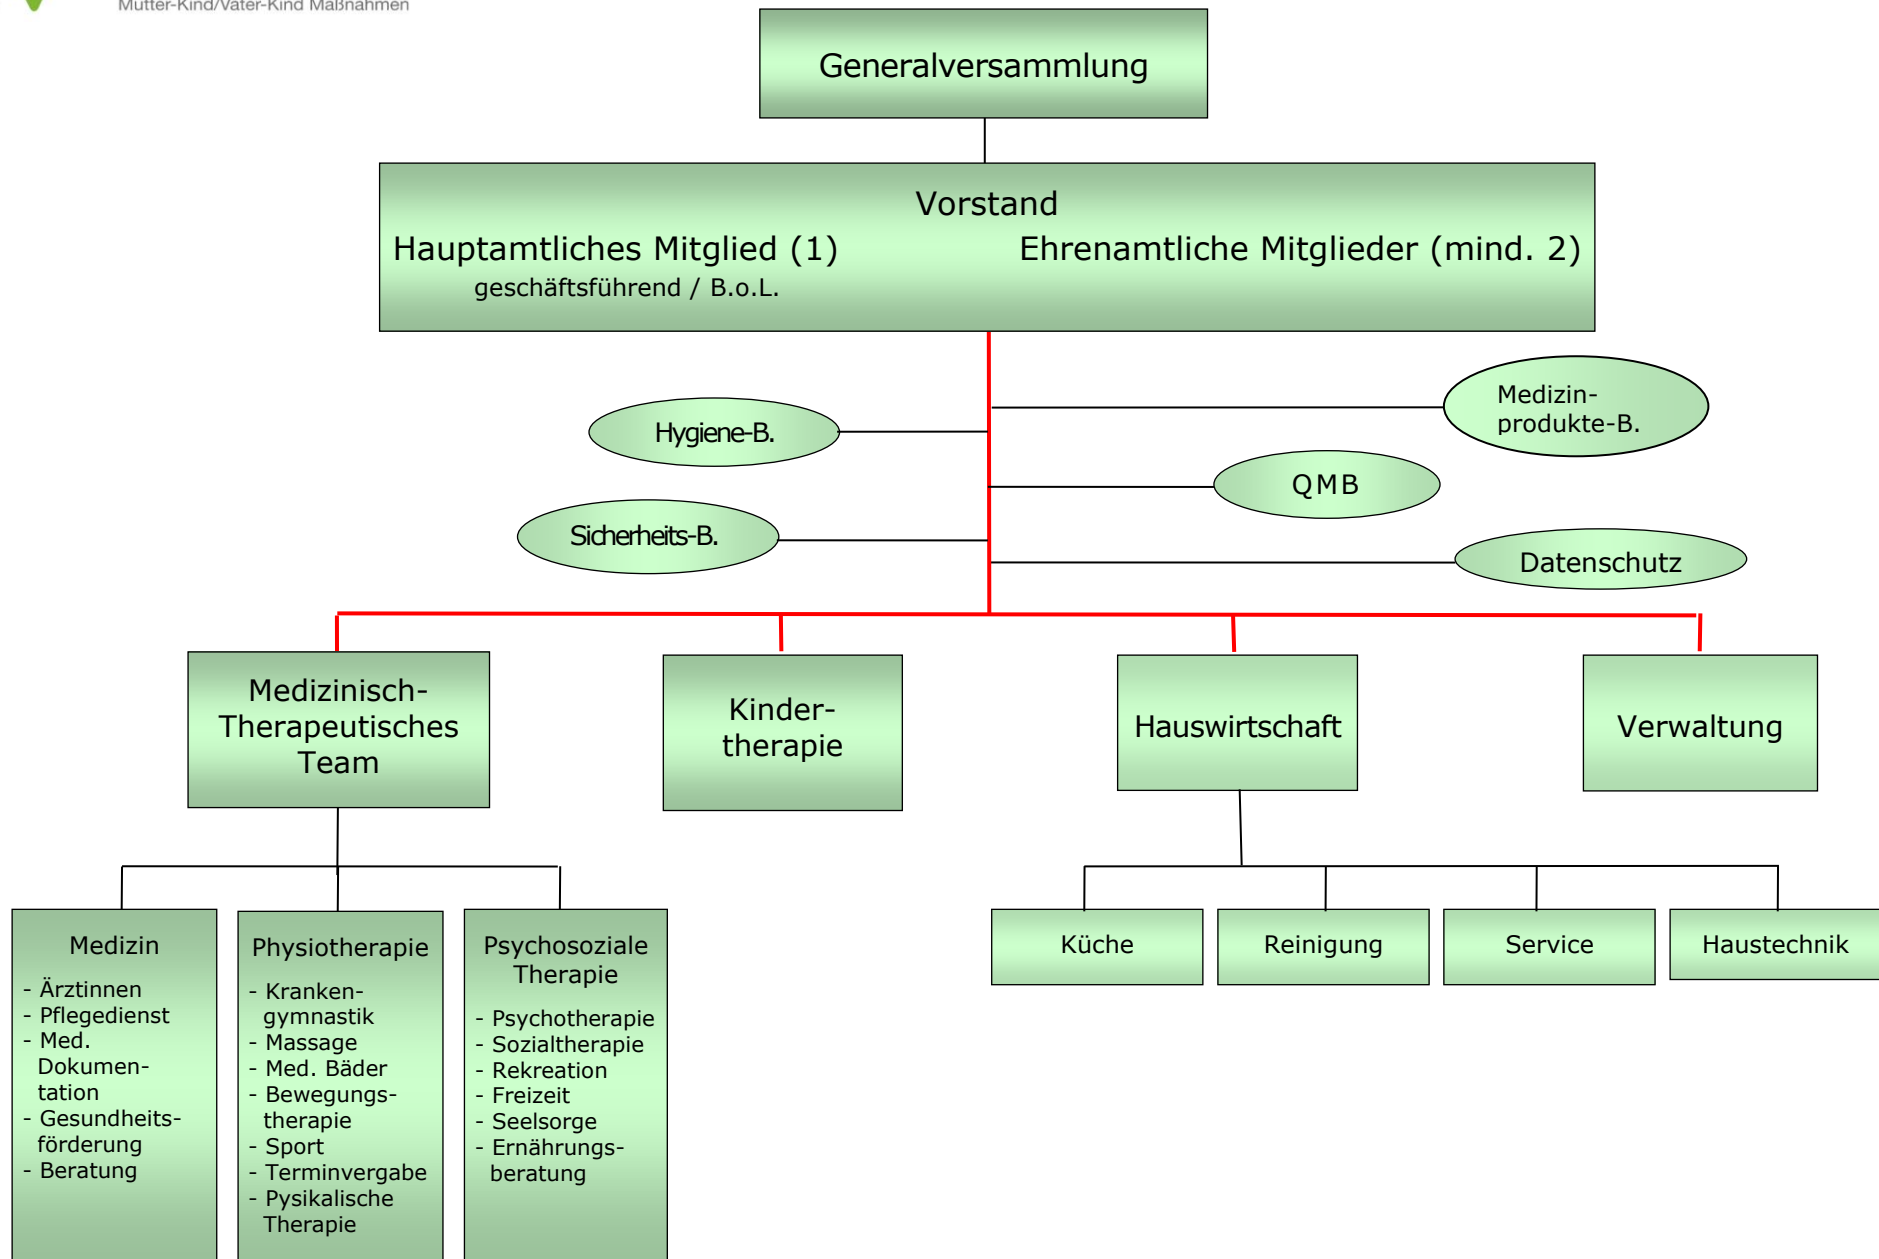 Mutter-Kind/Vater-Kind Maßnahmen
Generalversammlung
Vorstand
Hauptamtliches Mitglied (1)
Ehrenamtliche Mitglieder (mind. 2)
geschäftsführend / B.o.L.
Medizin-
produkte-B.
Hygiene-B.
QMB
Sicherheits-B.
Datenschutz
Medizinisch-
Therapeutisches
Team
Kinder-
therapie
Hauswirtschaft
Verwaltung
Medizin
- Ärztinnen
- Pflegedienst
- Med.
Dokumen-
tation
- Gesundheits-
förderung
- Beratung
Physiotherapie
- Kranken-
gymnastik
- Massage
- Med. Bäder
- Bewegungs-
therapie
- Sport
- Terminvergabe
- Pysikalische
Therapie
Psychosoziale
Therapie
- Psychotherapie
- Sozialtherapie
- Rekreation
- Freizeit
- Seelsorge
- Ernährungs-
beratung
Küche
Reinigung
Service
Haustechnik